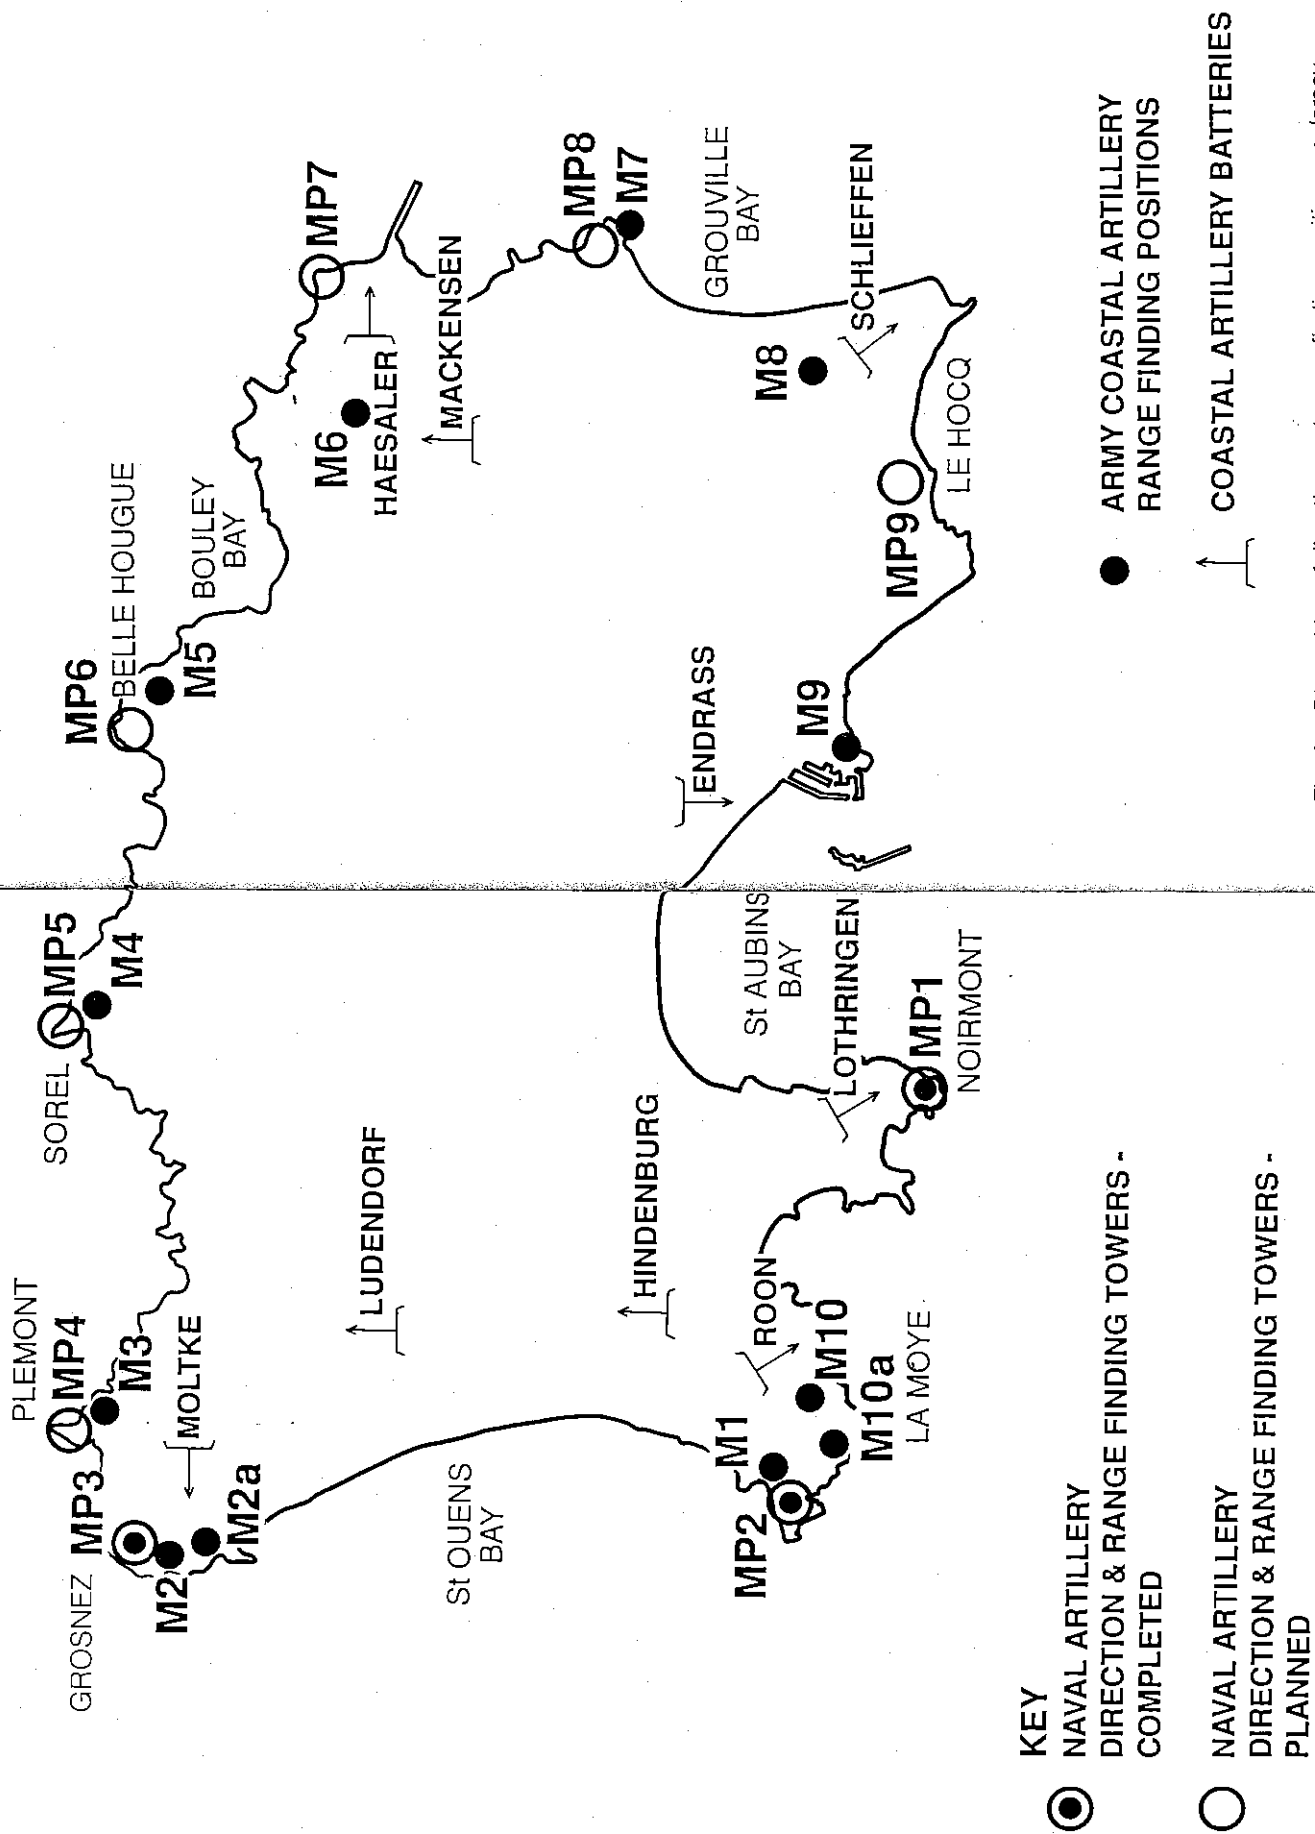 PLEMONT
GROSNEZ
MP3
MP4
M3
M2
M2a
MOLTKE
SOREL
MP5
M4
MP6
BELLE HOUGUE
M5
BOULEY
BAY
MP7
M6
HAESALER
MACKENSEN
MP8
M7
GROUVILLE
BAY
LUDENDORF
St OUENS
BAY
HINDENBURG
ENDRASS
M8
SCHLIEFFEN
M1
MP2
ROON
M10
M10a
LA MOYE
St AUBINS
BAY
LOTHRINGEN
MP1
NOIRMONT
M9
MP9
LE HOCQ
KEY
NAVAL ARTILLERY
DIRECTION & RANGE FINDING TOWERS -
COMPLETED
NAVAL ARTILLERY
DIRECTION & RANGE FINDING TOWERS -
PLANNED
ARMY COASTAL ARTILLERY
RANGE FINDING POSITIONS
COASTAL ARTILLERY BATTERIES